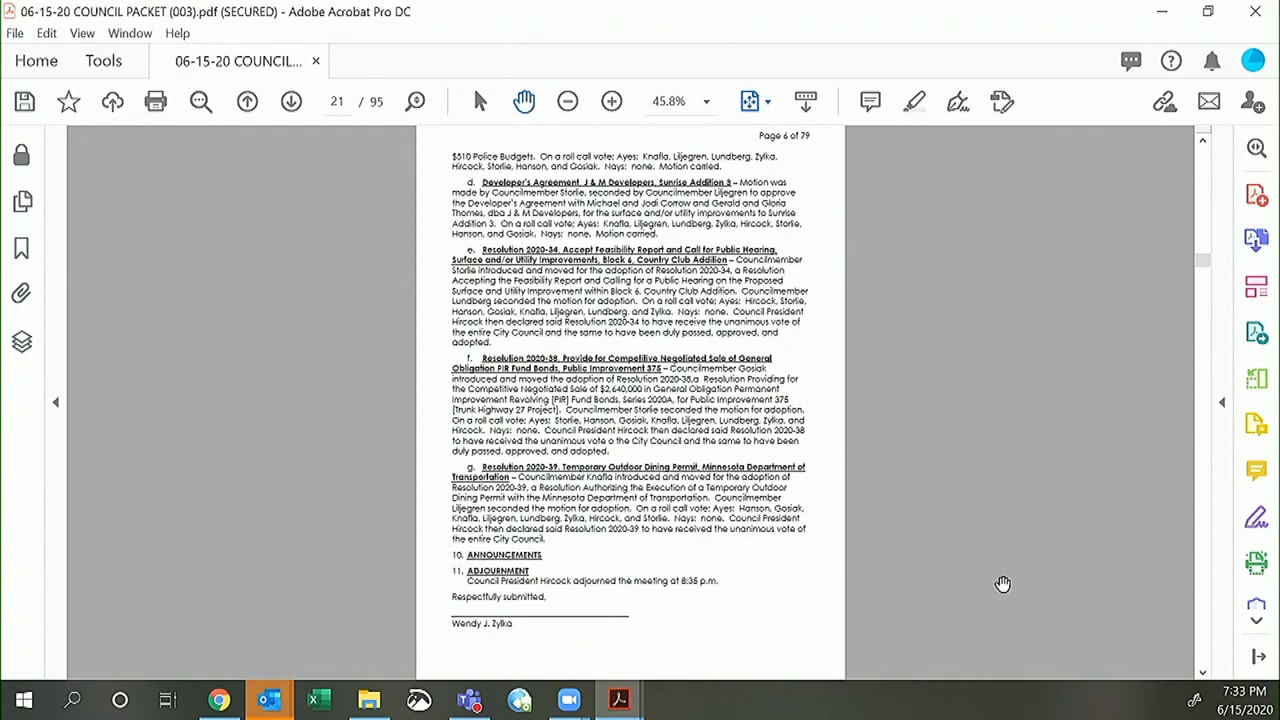 06-15-20 COUNCIL PACKET (003).pdf (SECURED) - Adobe Acrobat Pro DC
File Edit View Window Help
Home Tools 06-15-20 COUNCIL... ×
21 / 95 45.8%
Page 6 of 79
$510 Police Budgets. On a roll call vote: Ayes: Knafla, Liljegren, Lundberg, Zylka,
Hircock, Storlie, Hanson, and Gosiak. Nays: none. Motion carried.
d. Developer's Agreement, J & M Developers, Sunrise Addition 3 – Motion was
made by Councilmember Storlie, seconded by Councilmember Liljegren to approve
the Developer's Agreement with Michael and Jodi Corrow and Gerald and Gloria
Thomes, dba J & M Developers, for the surface and/or utility improvements to Sunrise
Addition 3. On a roll call vote: Ayes: Knafla, Liljegren, Lundberg, Zylka, Hircock, Storlie,
Hanson, and Gosiak. Nays: none. Motion carried.
e. Resolution 2020-34, Accept Feasibility Report and Call for Public Hearing,
Surface and/or Utility Improvements, Block 6, Country Club Addition – Councilmember
Storlie introduced and moved for the adoption of Resolution 2020-34, a Resolution
Accepting the Feasibility Report and Calling for a Public Hearing on the Proposed
Surface and Utility Improvement within Block 6, Country Club Addition. Councilmember
Lundberg seconded the motion for adoption. On a roll call vote: Ayes: Hircock, Storlie,
Hanson, Gosiak, Knafla, Liljegren, Lundberg, and Zylka. Nays: none. Council President
Hircock then declared said Resolution 2020-34 to have receive the unanimous vote of
the entire City Council and the same to have been duly passed, approved, and
adopted.
f. Resolution 2020-38, Provide for Competitive Negotiated Sale of General
Obligation PIR Fund Bonds, Public Improvement 375 – Councilmember Gosiak
introduced and moved the adoption of Resolution 2020-38,a Resolution Providing for
the Competitive Negotiated Sale of $2,640,000 in General Obligation Permanent
Improvement Revolving [PIR] Fund Bonds, Series 2020A, for Public Improvement 375
[Trunk Highway 27 Project]. Councilmember Storlie seconded the motion for adoption.
On a roll call vote: Ayes: Storlie, Hanson, Gosiak, Knafla, Liljegren, Lundberg, Zylka, and
Hircock. Nays: none. Council President Hircock then declared said Resolution 2020-38
to have received the unanimous vote o the City Council and the same to have been
duly passed, approved, and adopted.
g. Resolution 2020-39, Temporary Outdoor Dining Permit, Minnesota Department of
Transportation – Councilmember Knafla introduced and moved for the adoption of
Resolution 2020-39, a Resolution Authorizing the Execution of a Temporary Outdoor
Dining Permit with the Minnesota Department of Transportation. Councilmember
Liljegren seconded the motion for adoption. On a roll call vote: Ayes: Hanson, Gosiak,
Knafla, Liljegren, Lundberg, Zylka, Hircock, and Storlie. Nays: none. Council President
Hircock then declared said Resolution 2020-39 to have received the unanimous vote of
the entire City Council.
10. ANNOUNCEMENTS
11. ADJOURNMENT
Council President Hircock adjourned the meeting at 8:35 p.m.
Respectfully submitted,
Wendy J. Zylka
7:33 PM
6/15/2020